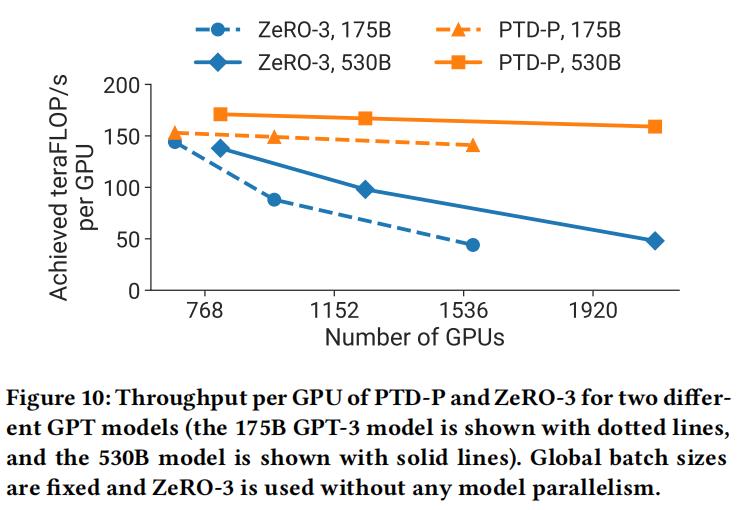 ZeRO-3, 175B
PTD-P, 175B
ZeRO-3, 530B
PTD-P, 530B
Achieved teraFLOP/s
per GPU
200
150
100
50
0
768
1152
1536
1920
Number of GPUs
Figure 10: Throughput per GPU of PTD-P and ZeRO-3 for two differ-
ent GPT models (the 175B GPT-3 model is shown with dotted lines,
and the 530B model is shown with solid lines). Global batch sizes
are fixed and ZeRO-3 is used without any model parallelism.